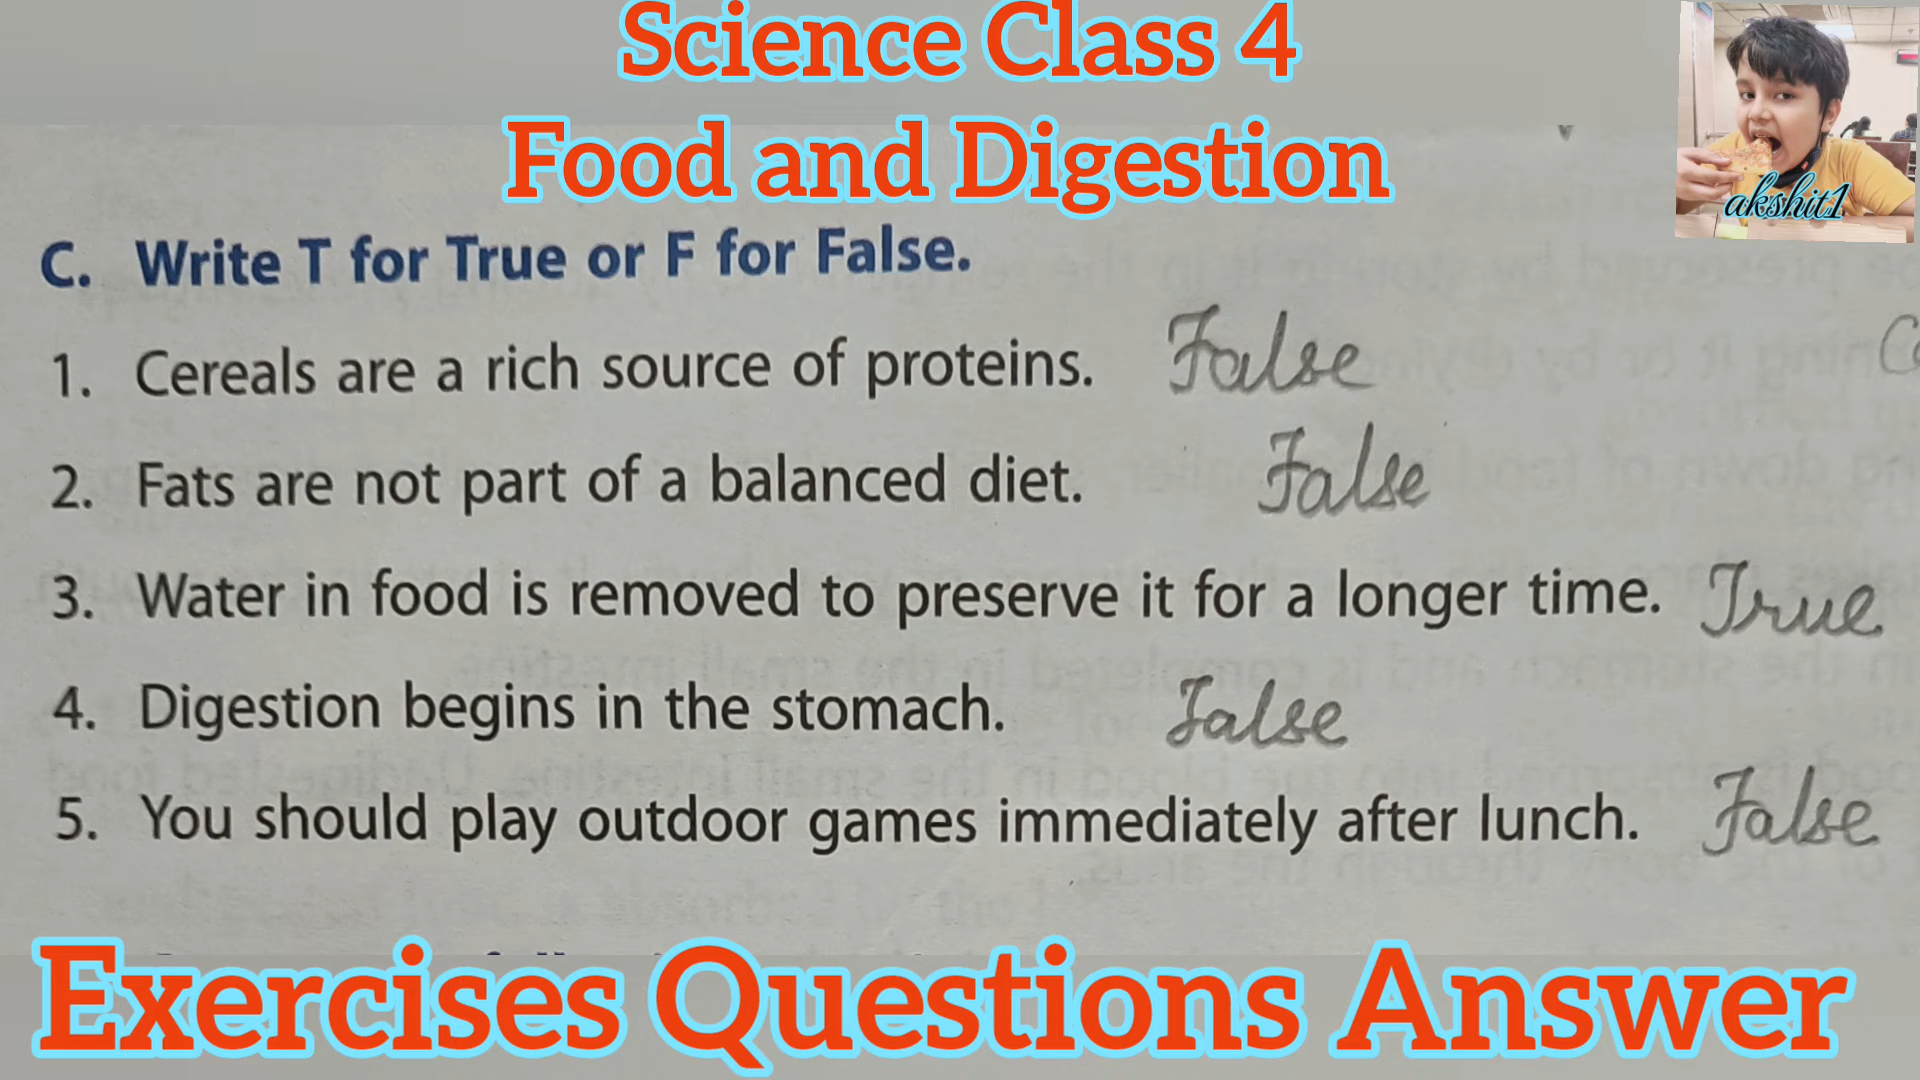 Science Class 4
Food and Digestion
akshit1
C. Write T for True or F for False.
1. Cereals are a rich source of proteins. False
2. Fats are not part of a balanced diet. False
3. Water in food is removed to preserve it for a longer time. True
4. Digestion begins in the stomach. False
5. You should play outdoor games immediately after lunch. False
Exercises Questions Answer